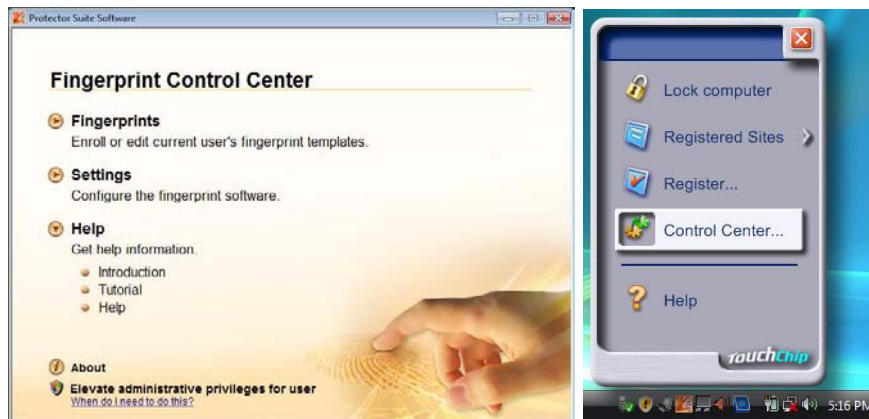 Protector Suite Software
Fingerprint Control Center
Fingerprints
Enroll or edit current user's fingerprint templates.
Settings
Configure the fingerprint software.
Help
Get help information.
Introduction
Tutorial
Help
About
Elevate administrative privileges for user
When do I need to do this?
Lock computer
Registered Sites
Register...
Control Center...
Help
TouchChip
5:16 PM